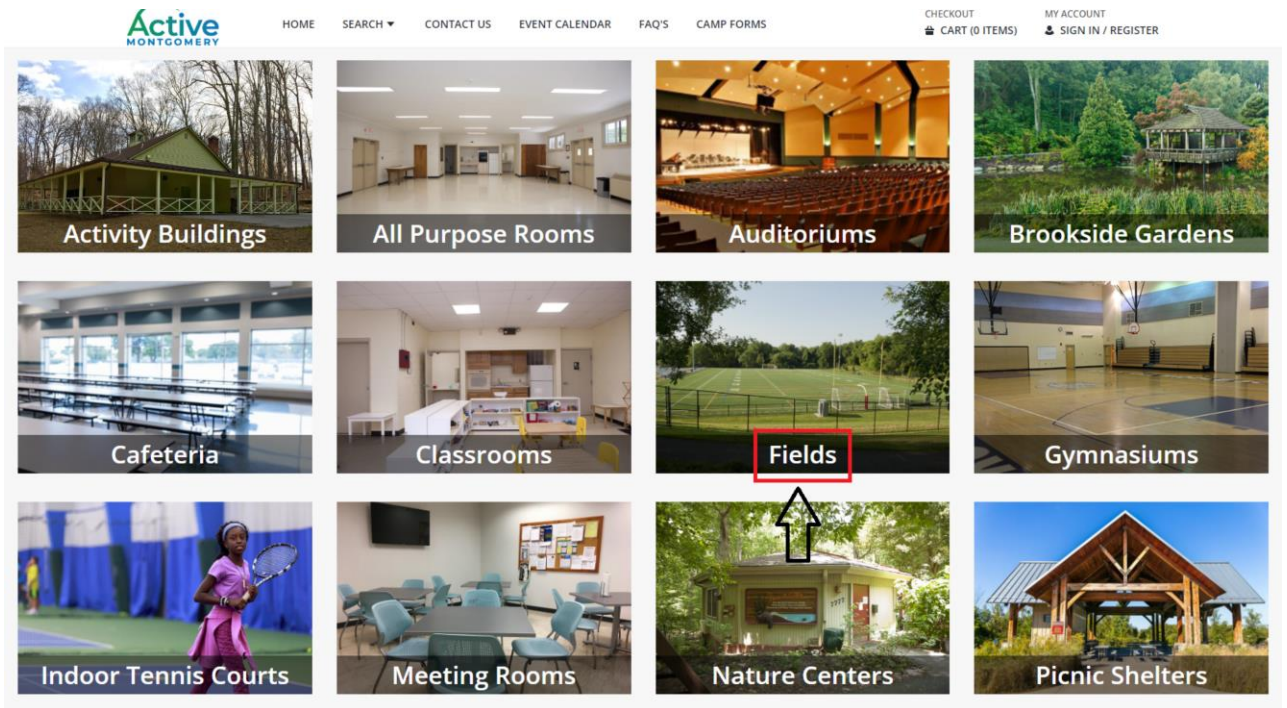 Active
MONTGOMERY
HOME SEARCH CONTACT US EVENT CALENDAR FAQ'S CAMP FORMS
CHECKOUT
CART (0 ITEMS)
MY ACCOUNT
SIGN IN / REGISTER
Activity Buildings
All Purpose Rooms
Auditoriums
Brookside Gardens
Cafeteria
Classrooms
Fields
Gymnasiums
Indoor Tennis Courts
Meeting Rooms
Nature Centers
Picnic Shelters